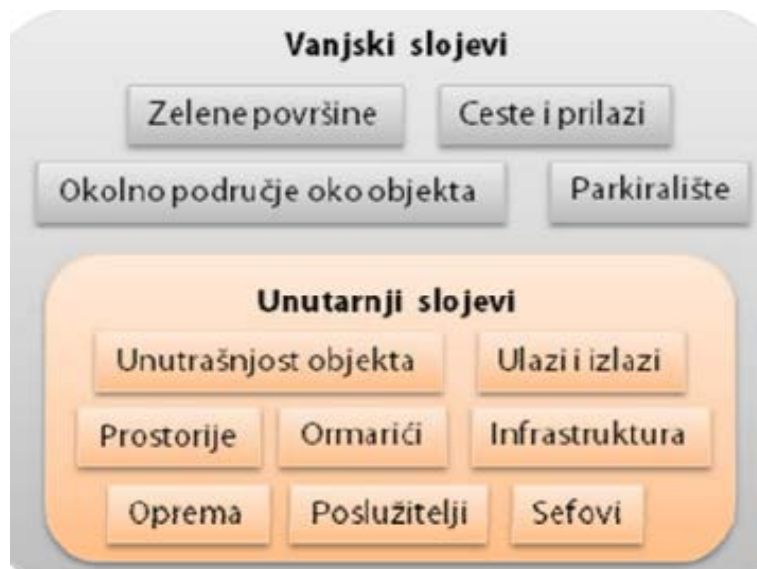 Vanjski slojevi
Zelene površine Ceste i prilazi
Okolno područje oko objekta Parkiralište
Unutarnji slojevi
Unutrašnjost objekta Ulazi i izlazi
Prostorije Ormarići Infrastruktura
Oprema Poslužitelji Sefovi